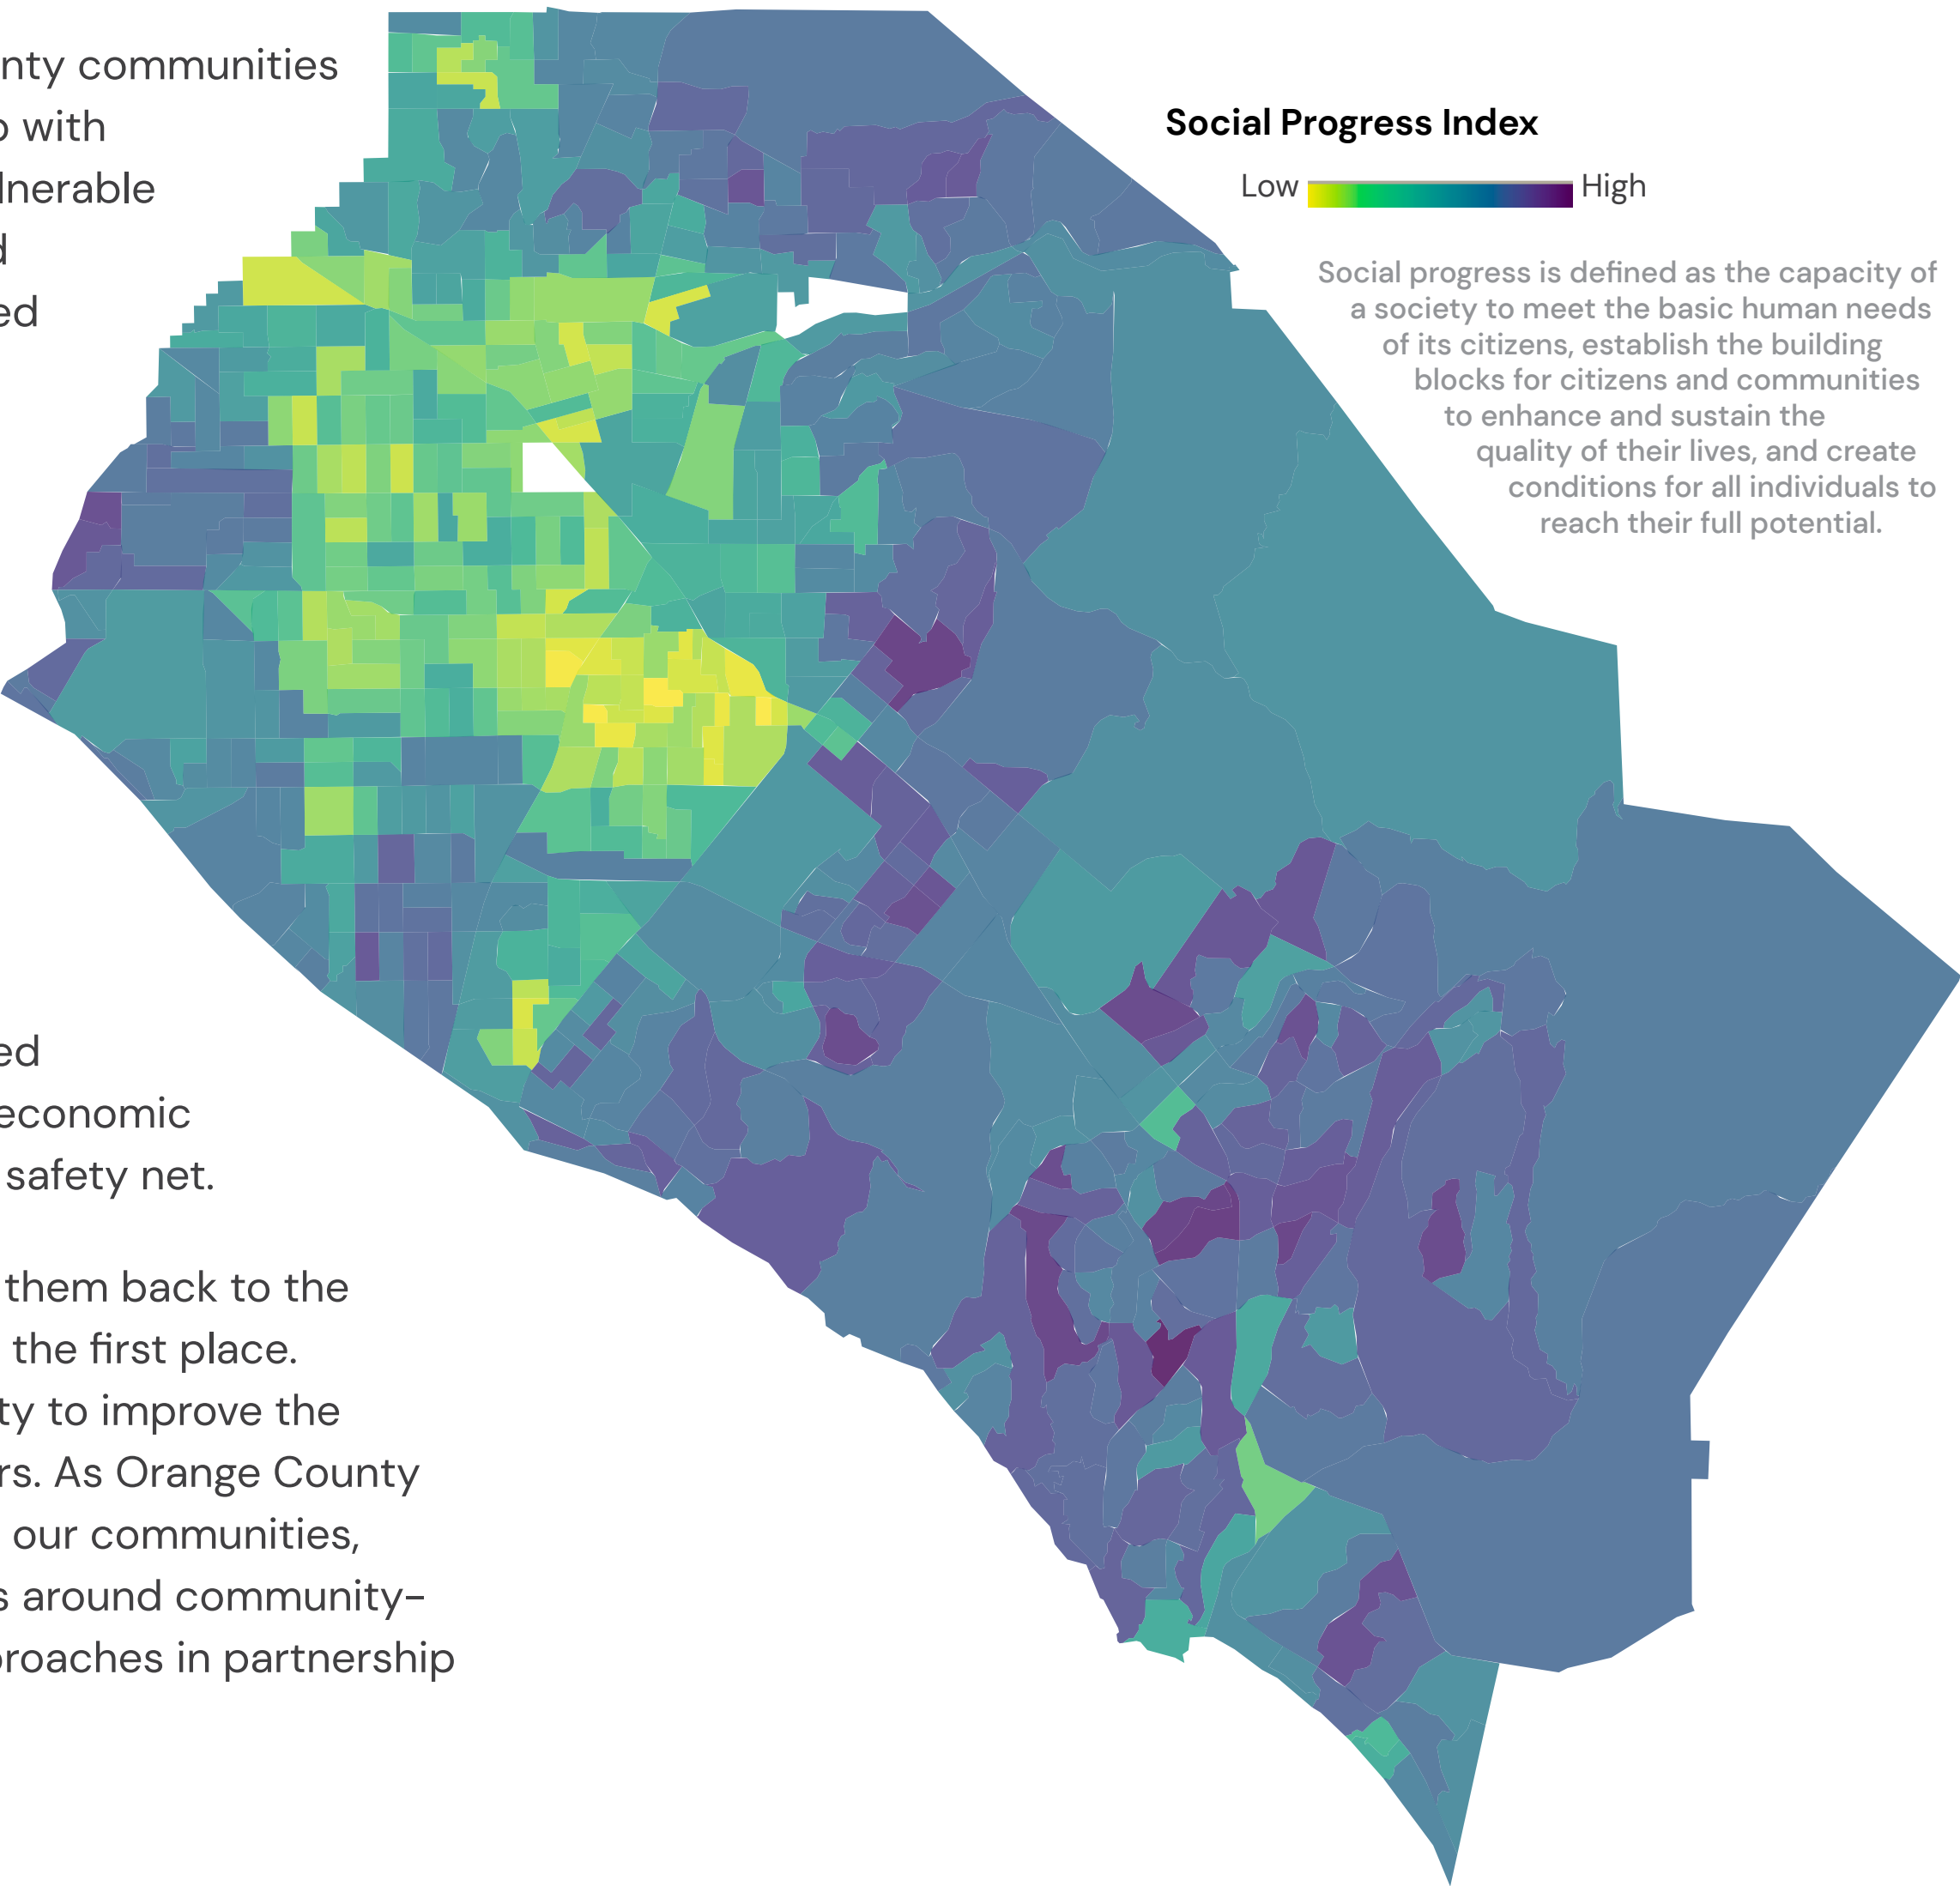 nty communities
o with
lnerable
d
ed
ed
economic
safety net.
them back to the
the first place.
ty to improve the
rs. As Orange County
our communities,
s around community–
roaches in partnership
Social Progress Index
Low High
Social progress is defined as the capacity of
a society to meet the basic human needs
of its citizens, establish the building
blocks for citizens and communities
to enhance and sustain the
quality of their lives, and create
conditions for all individuals to
reach their full potential.